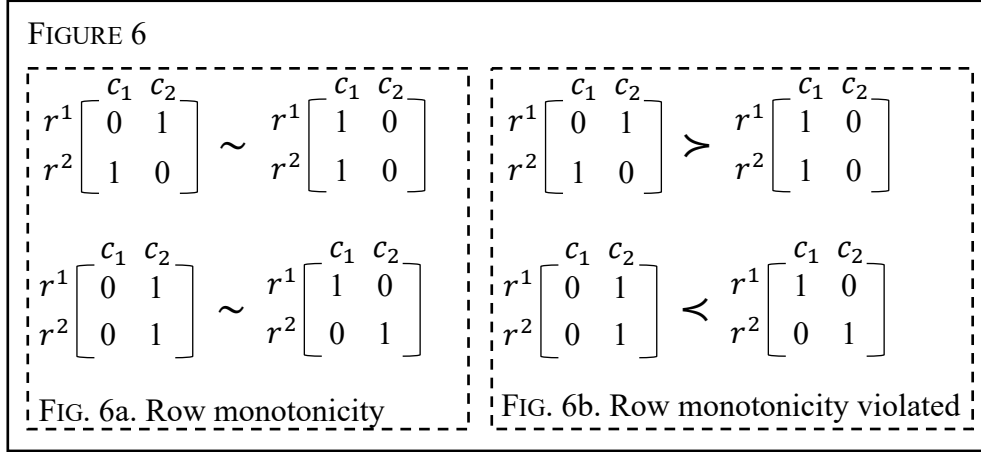 FIGURE 6
c₁ c₂ c₁ c₂ c₁ c₂ c₁ c₂
r¹ 0 1 r¹ 1 0 r¹ 0 1 r¹ 1 0
∼ ≻
r² 1 0 r² 1 0 r² 1 0 r² 1 0
c₁ c₂ c₁ c₂ c₁ c₂ c₁ c₂
r¹ 0 1 r¹ 1 0 r¹ 0 1 r¹ 1 0
∼ ≺
r² 0 1 r² 0 1 r² 0 1 r² 0 1
FIG. 6a. Row monotonicity FIG. 6b. Row monotonicity violated